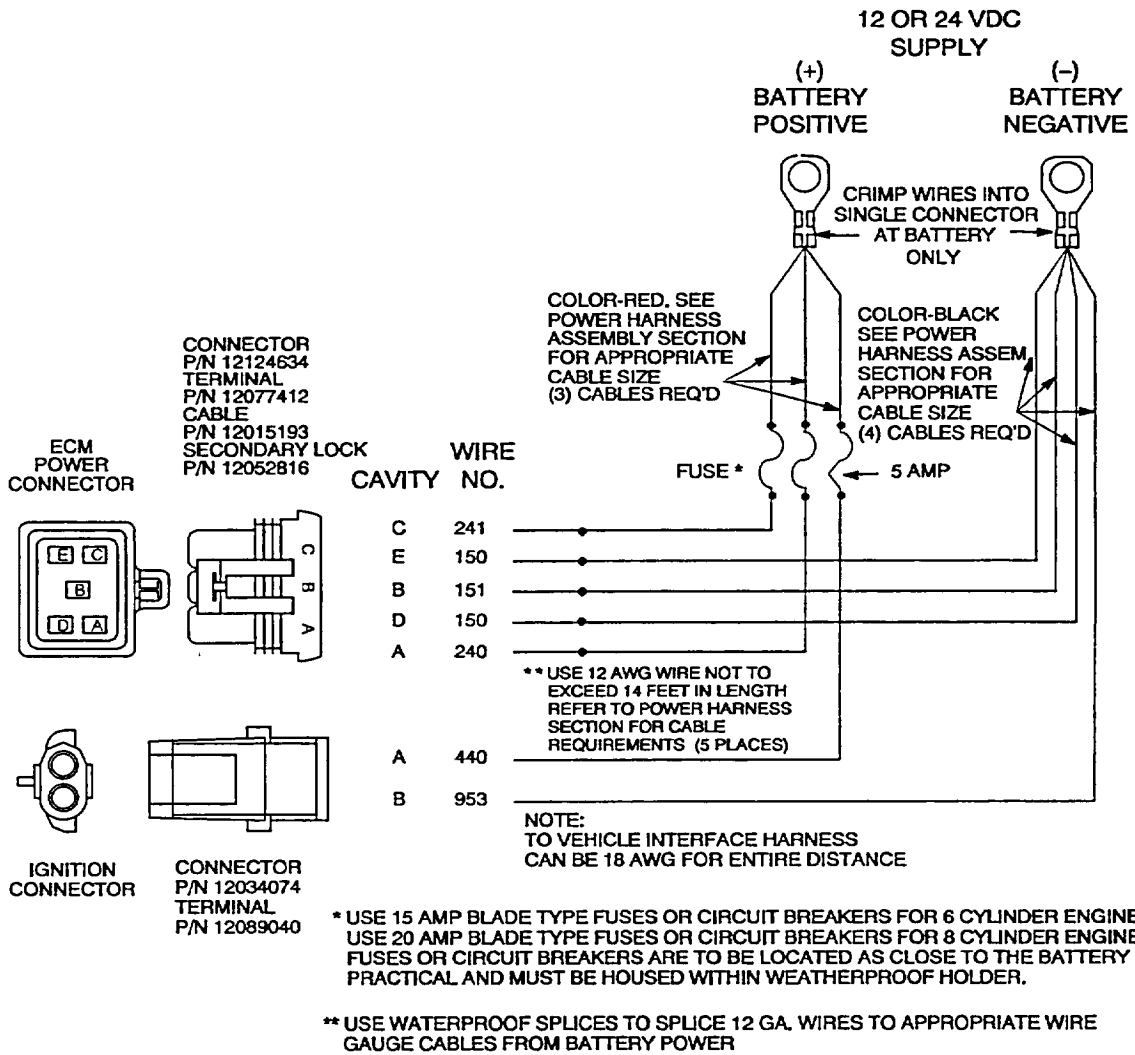 12 OR 24 VDC
SUPPLY
(+)
BATTERY
POSITIVE
(–)
BATTERY
NEGATIVE
CRIMP WIRES INTO
SINGLE CONNECTOR
AT BATTERY
ONLY
COLOR-RED. SEE
POWER HARNESS
ASSEMBLY SECTION
FOR APPROPRIATE
CABLE SIZE
(3) CABLES REQ'D
COLOR-BLACK
SEE POWER
HARNESS ASSEM
SECTION FOR
APPROPRIATE
CABLE SIZE
(4) CABLES REQ'D
CONNECTOR
P/N 12124634
TERMINAL
P/N 12077412
CABLE
P/N 12015193
SECONDARY LOCK
P/N 12052816
ECM
POWER
CONNECTOR
CAVITY
WIRE
NO.
FUSE *
5 AMP
E C
B
D A
C
B
A
C 241
E 150
B 151
D 150
A 240
** USE 12 AWG WIRE NOT TO
EXCEED 14 FEET IN LENGTH
REFER TO POWER HARNESS
SECTION FOR CABLE
REQUIREMENTS (5 PLACES)
A 440
B 953
NOTE:
TO VEHICLE INTERFACE HARNESS
CAN BE 18 AWG FOR ENTIRE DISTANCE
IGNITION
CONNECTOR
CONNECTOR
P/N 12034074
TERMINAL
P/N 12089040
* USE 15 AMP BLADE TYPE FUSES OR CIRCUIT BREAKERS FOR 6 CYLINDER ENGINE
USE 20 AMP BLADE TYPE FUSES OR CIRCUIT BREAKERS FOR 8 CYLINDER ENGINE
FUSES OR CIRCUIT BREAKERS ARE TO BE LOCATED AS CLOSE TO THE BATTERY
PRACTICAL AND MUST BE HOUSED WITHIN WEATHERPROOF HOLDER.
** USE WATERPROOF SPLICES TO SPLICE 12 GA. WIRES TO APPROPRIATE WIRE
GAUGE CABLES FROM BATTERY POWER